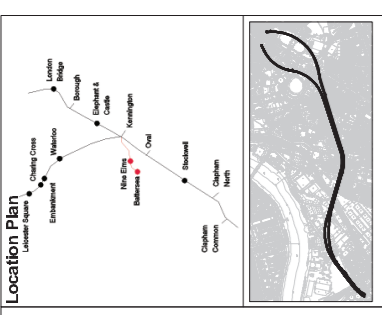 Location Plan
Leicester Square
Charing Cross
Embankment
Waterloo
London
Bridge
Borough
Elephant &
Castle
Kennington
Nine Elms
Battersea
Oval
Stockwell
Clapham
North
Clapham
Common